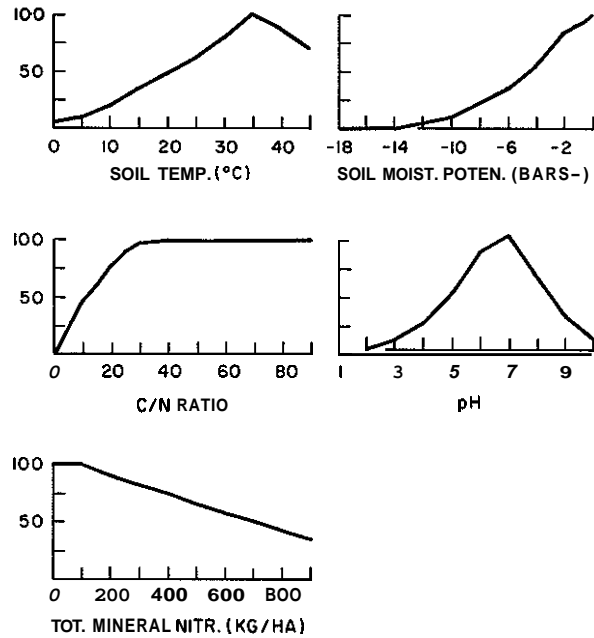 100
50
0 10 20 30 40
SOIL TEMP. (°C)
-18 -14 -10 -6 -2
SOIL MOIST. POTEN. (BARS-)
100
50
0 20 40 60 80
C/N RATIO
1 3 5 7 9
pH
100
50
0 200 400 600 800
TOT. MINERAL NITR. (KG/HA)